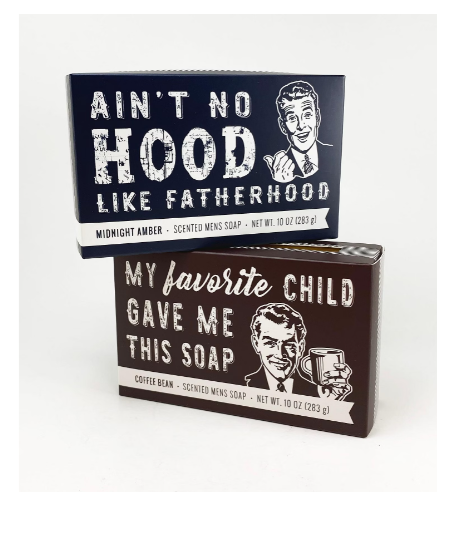 AIN'T NO
HOOD
LIKE FATHERHOOD
MIDNIGHT AMBER • SCENTED MENS SOAP • NET WT. 10 OZ (283 g)
MY favorite CHILD
GAVE ME
THIS SOAP
COFFEE BEAN • SCENTED MENS SOAP • NET WT. 10 OZ (283 g)